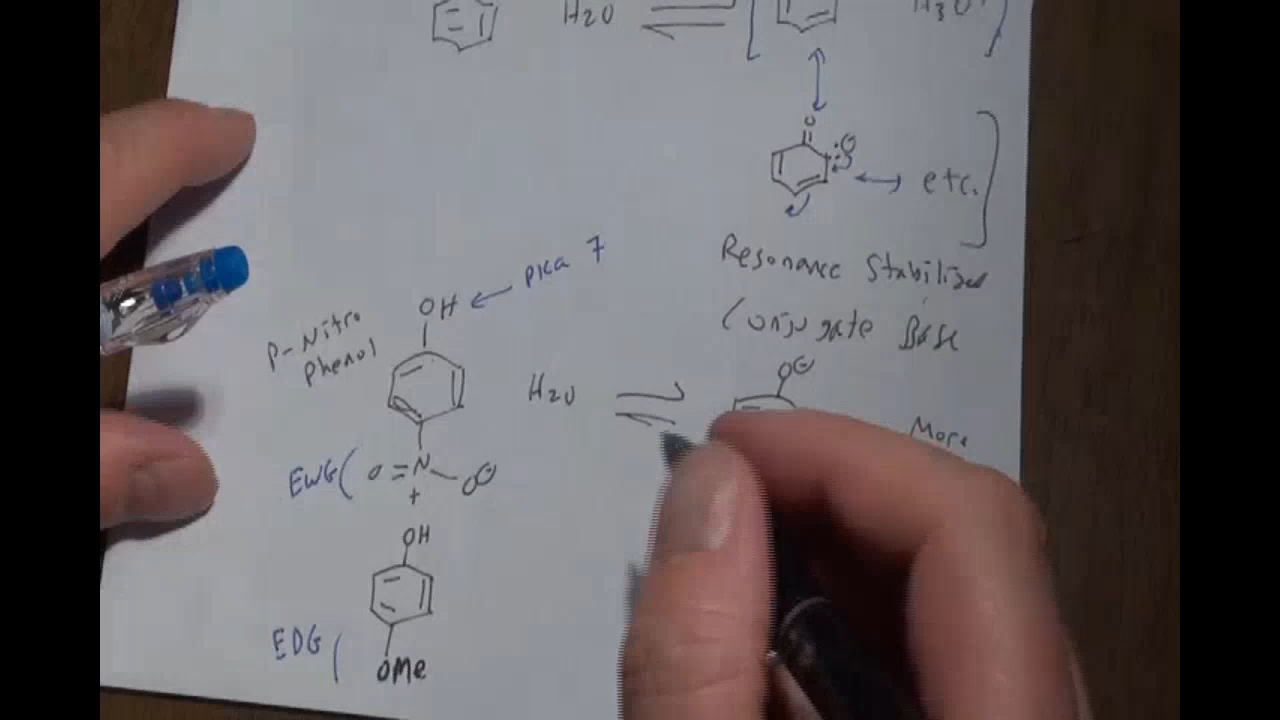 H2O
H3O+
O
⊖
etc.
Resonance Stabilized
Conjugate Base
pka 7
OH
P-Nitro
Phenol
H2O
O⊖
More
EWG
O=N-O⊖
+
OH
EDG
OMe